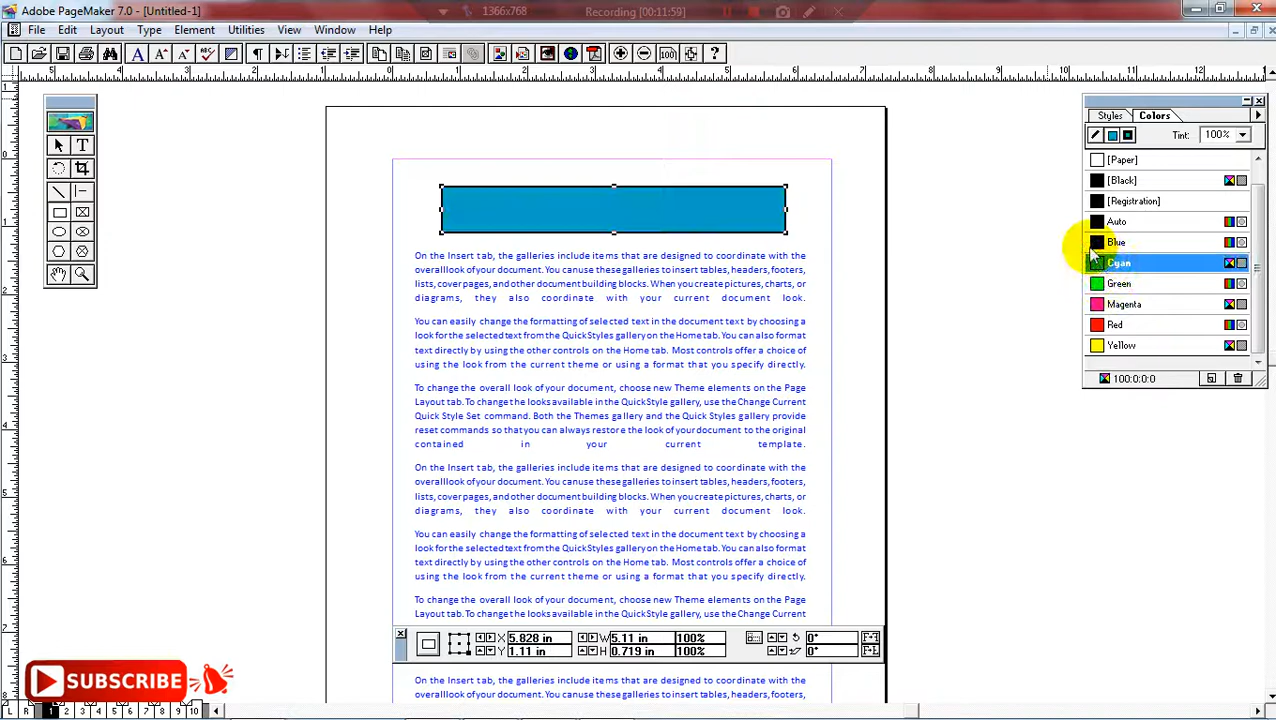 Adobe PageMaker 7.0 - [Untitled-1]
1366x768
Recording [00:11:59]
File Edit Layout Type Element Utilities View Window Help
Styles Colors
Tint: 100%
[Paper]
[Black]
[Registration]
Auto
Blue
Cyan
Green
Magenta
Red
Yellow
100:0:0:0
On the Insert tab, the galleries include items that are designed to coordinate with the
overalllook of your document. You canuse these galleries to insert tables, headers, footers,
lists, cover pages, and other document building blocks. When you create pictures, charts, or
diagrams, they also coordinate with your current document look.
You can easily change the formatting of selected text in the document text by choosing a
look for the selected text from the Quick Styles gallery on the Home tab. You can also format
text directly by using the other controls on the Home tab. Most controls offer a choice of
using the look from the current theme or using a format that you specify directly.
To change the overall look of your document, choose new Theme elements on the Page
Layout tab. To change the looks available in the Quick Style gallery, use the Change Current
Quick Style Set command. Both the Themes gallery and the Quick Styles gallery provide
reset commands so that you can always restore the look of your document to the original
contained in your current template.
On the Insert tab, the galleries include items that are designed to coordinate with the
overalllook of your document. You canuse these galleries to insert tables, headers, footers,
lists, cover pages, and other document building blocks. When you create pictures, charts, or
diagrams, they also coordinate with your current document look.
You can easily change the formatting of selected text in the document text by choosing a
look for the selected text from the Quick Styles gallery on the Home tab. You can also format
text directly by using the other controls on the Home tab. Most controls offer a choice of
using the look from the current theme or using a format that you specify directly.
To change the overall look of your document, choose new Theme elements on the Page
Layout tab. To change the looks available in the Quick Style gallery, use the Change Current
X 5.828 in W 5.11 in 100% 0°
Y 1.11 in H 0.719 in 100% 0°
On the Insert tab, the galleries include items that are designed to coordinate with the
overalllook of your document. You canuse these galleries to insert tables, headers, footers,
SUBSCRIBE
L R 1 2 3 4 5 6 7 8 9 10